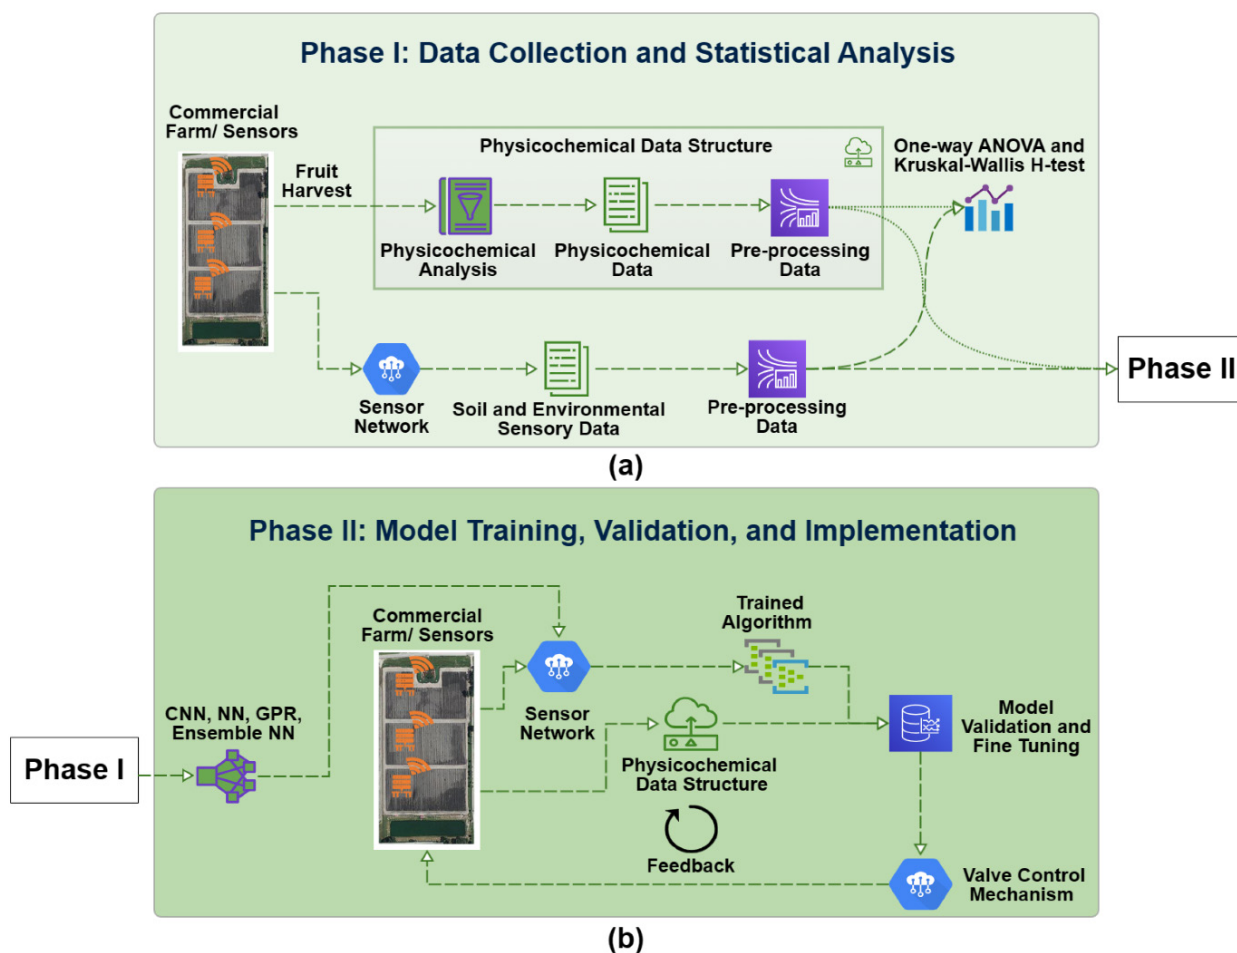 Phase I: Data Collection and Statistical Analysis
Commercial
Farm/ Sensors
Fruit
Harvest
Physicochemical Data Structure
Physicochemical
Analysis
Physicochemical
Data
Pre-processing
Data
One-way ANOVA and
Kruskal-Wallis H-test
Sensor
Network
Soil and Environmental
Sensory Data
Pre-processing
Data
Phase II
(a)
Phase II: Model Training, Validation, and Implementation
Phase I
CNN, NN, GPR,
Ensemble NN
Commercial
Farm/ Sensors
Sensor
Network
Trained
Algorithm
Physicochemical
Data Structure
Model
Validation and
Fine Tuning
Feedback
Valve Control
Mechanism
(b)